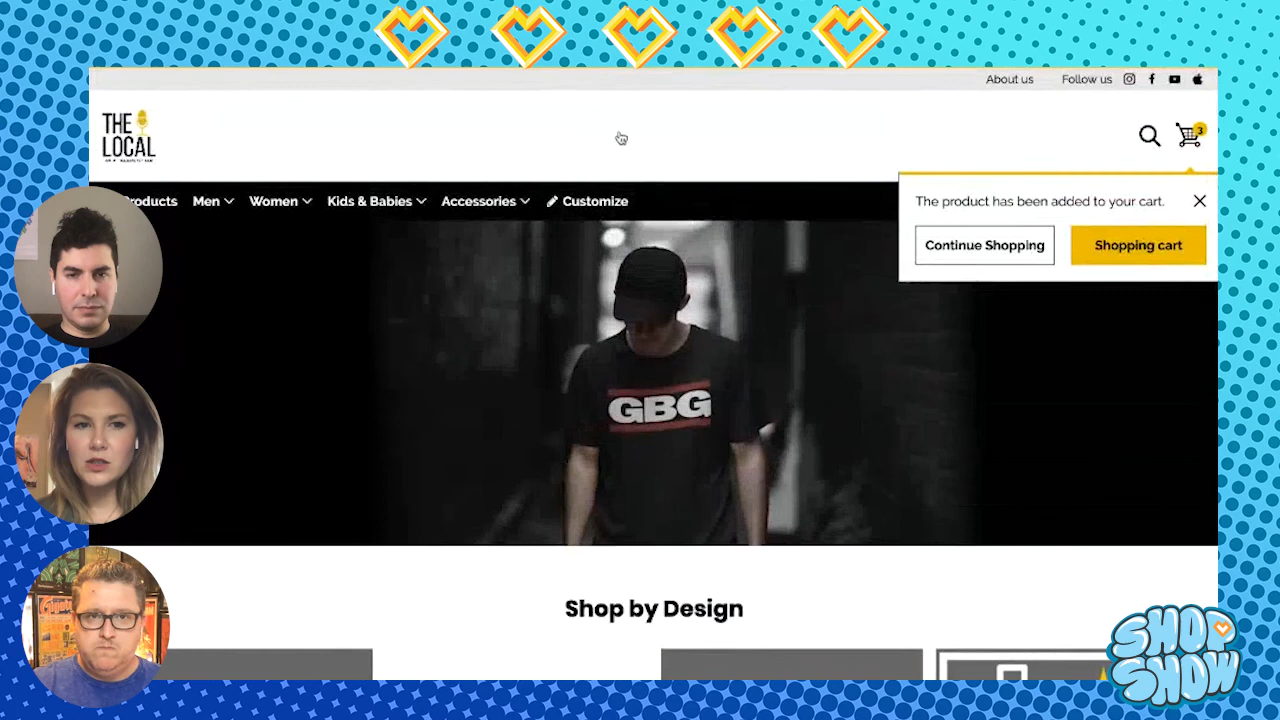 About us
Follow us
THE
LOCAL
3
The product has been added to your cart.
Continue Shopping
Shopping cart
Products
Men
Women
Kids & Babies
Accessories
Customize
GBG
Shop by Design
SHOP
SHOW